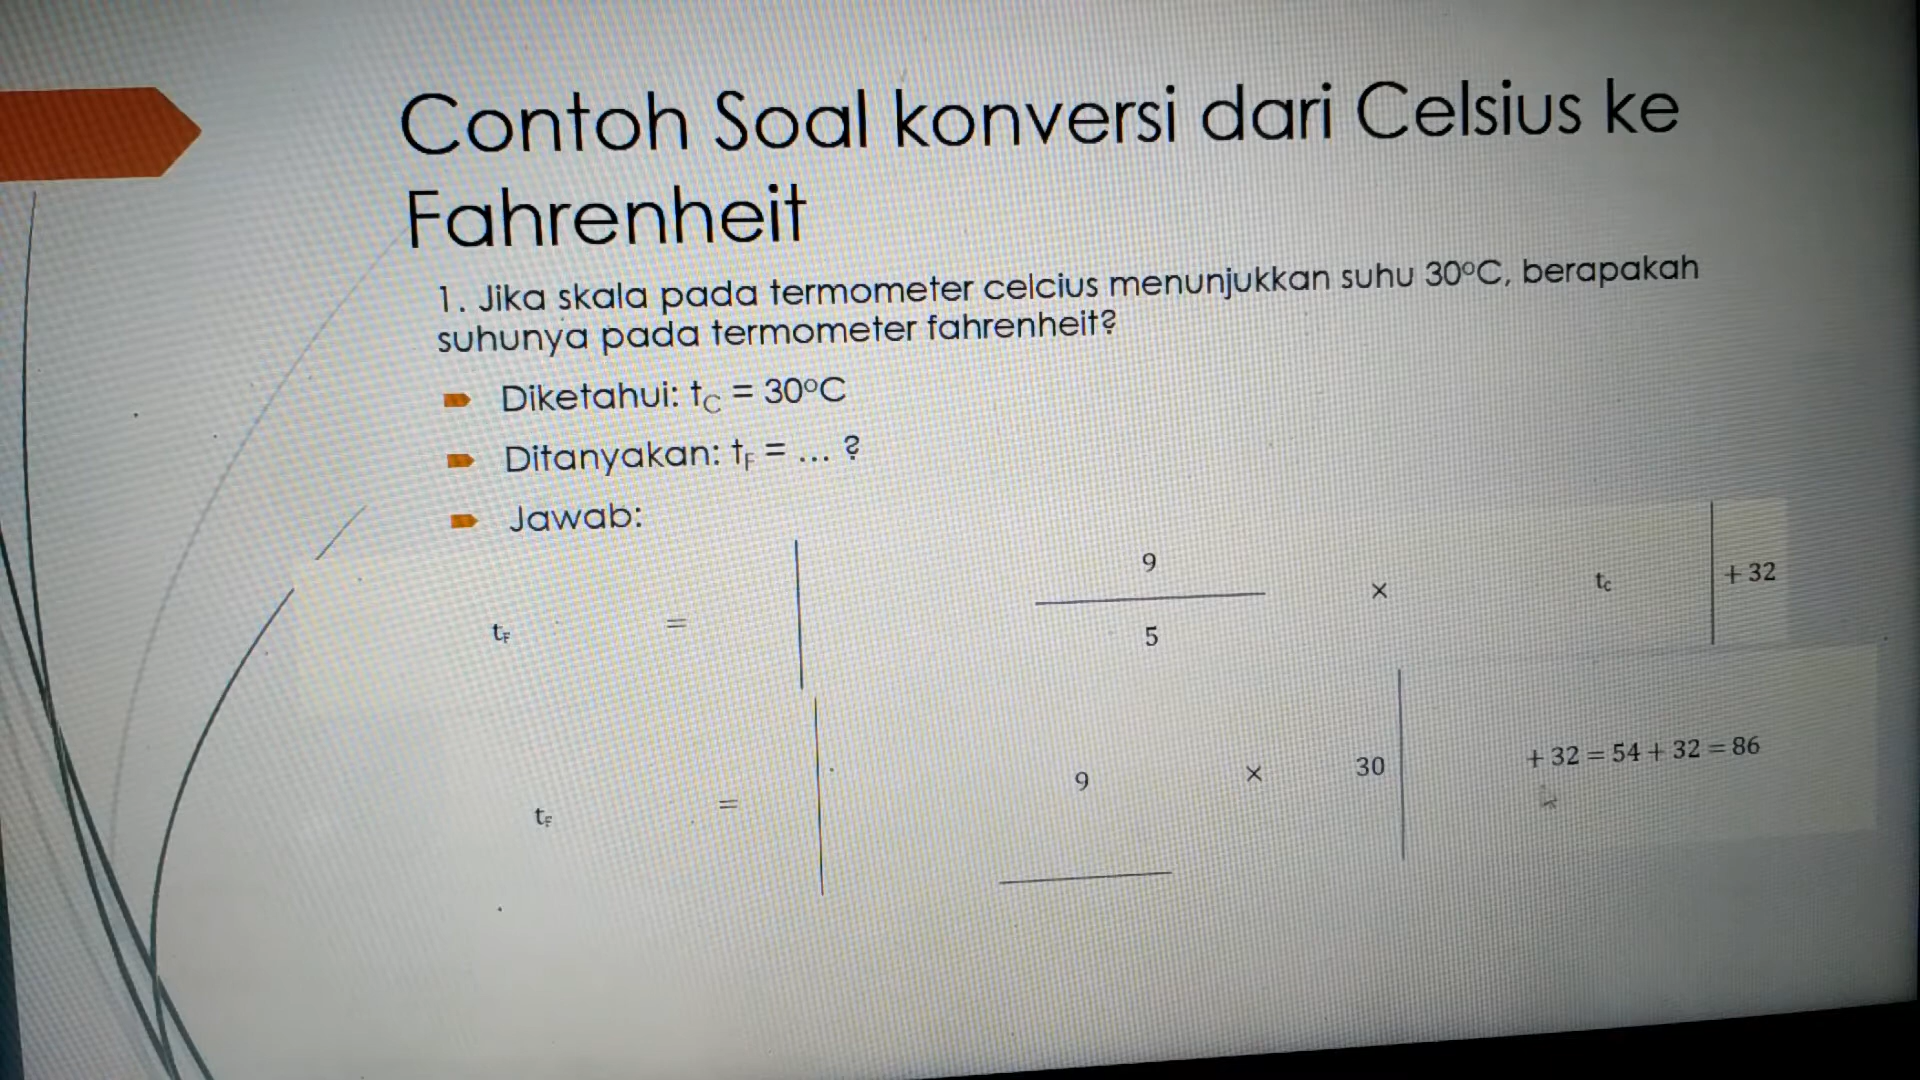 Contoh Soal konversi dari Celsius ke
Fahrenheit
1. Jika skala pada termometer celcius menunjukkan suhu 30°C, berapakah
suhunya pada termometer fahrenheit?
Diketahui: tC = 30°C
Ditanyakan: tF = ... ?
Jawab:
tF = | 9/5 × tc | + 32
tF = | 9 × 30 | + 32 = 54 + 32 = 86